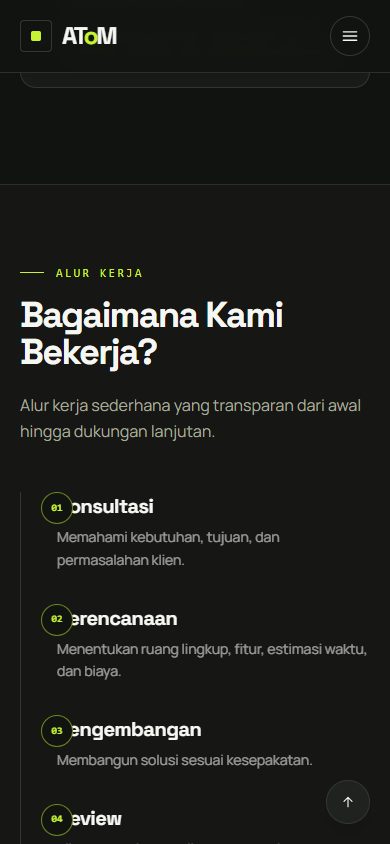 AToM
ALUR KERJA
Bagaimana Kami
Bekerja?
Alur kerja sederhana yang transparan dari awal
hingga dukungan lanjutan.
01 onsultasi
Memahami kebutuhan, tujuan, dan
permasalahan klien.
02 erencanaan
Menentukan ruang lingkup, fitur, estimasi waktu,
dan biaya.
03 engembangan
Membangun solusi sesuai kesepakatan.
04 eview